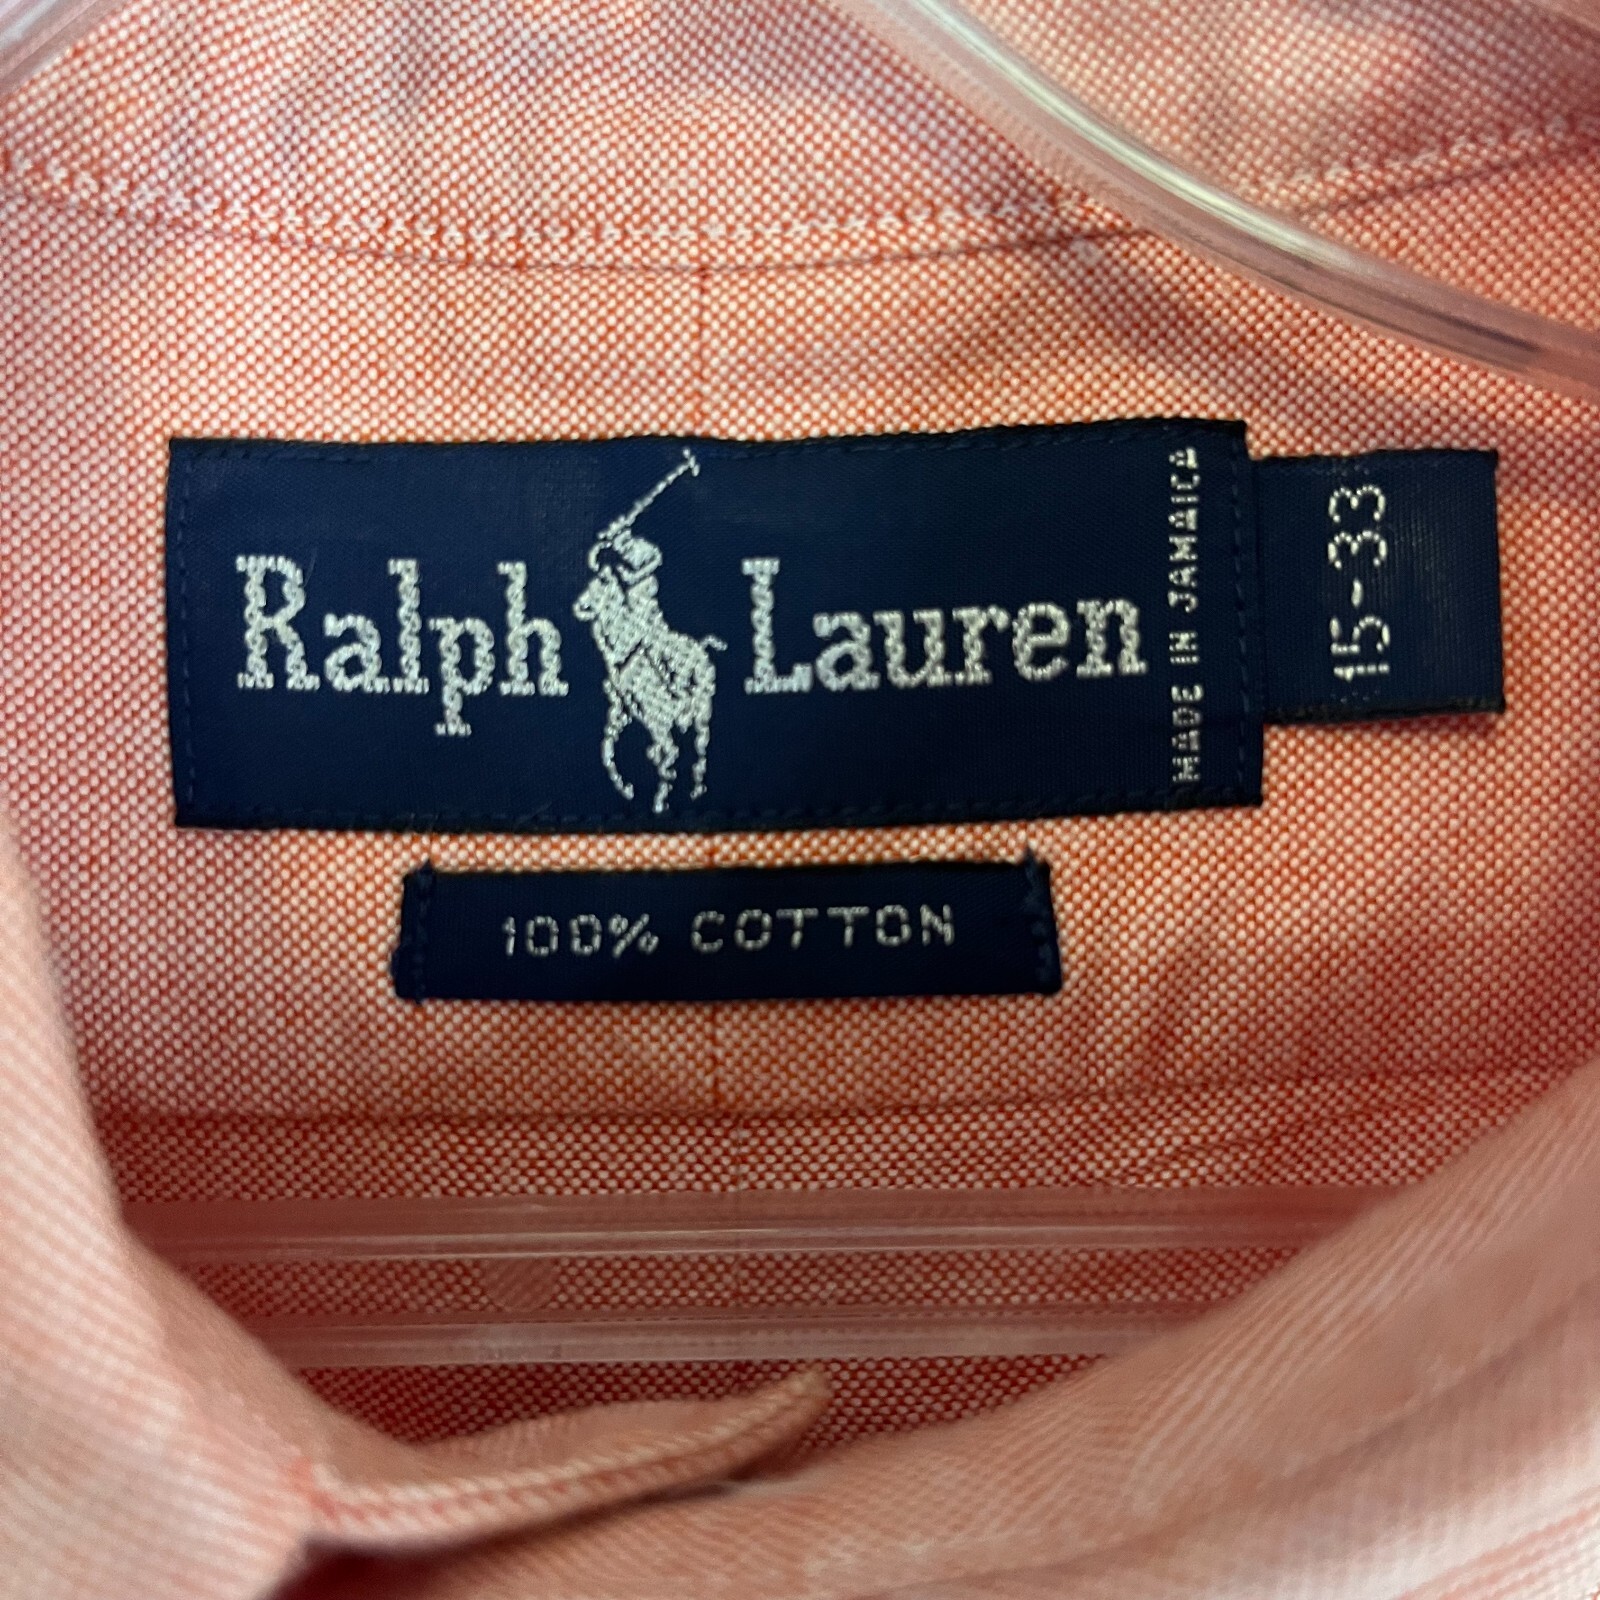 Ralph Lauren
MADE IN JAMAICA
15-33
100% COTTON